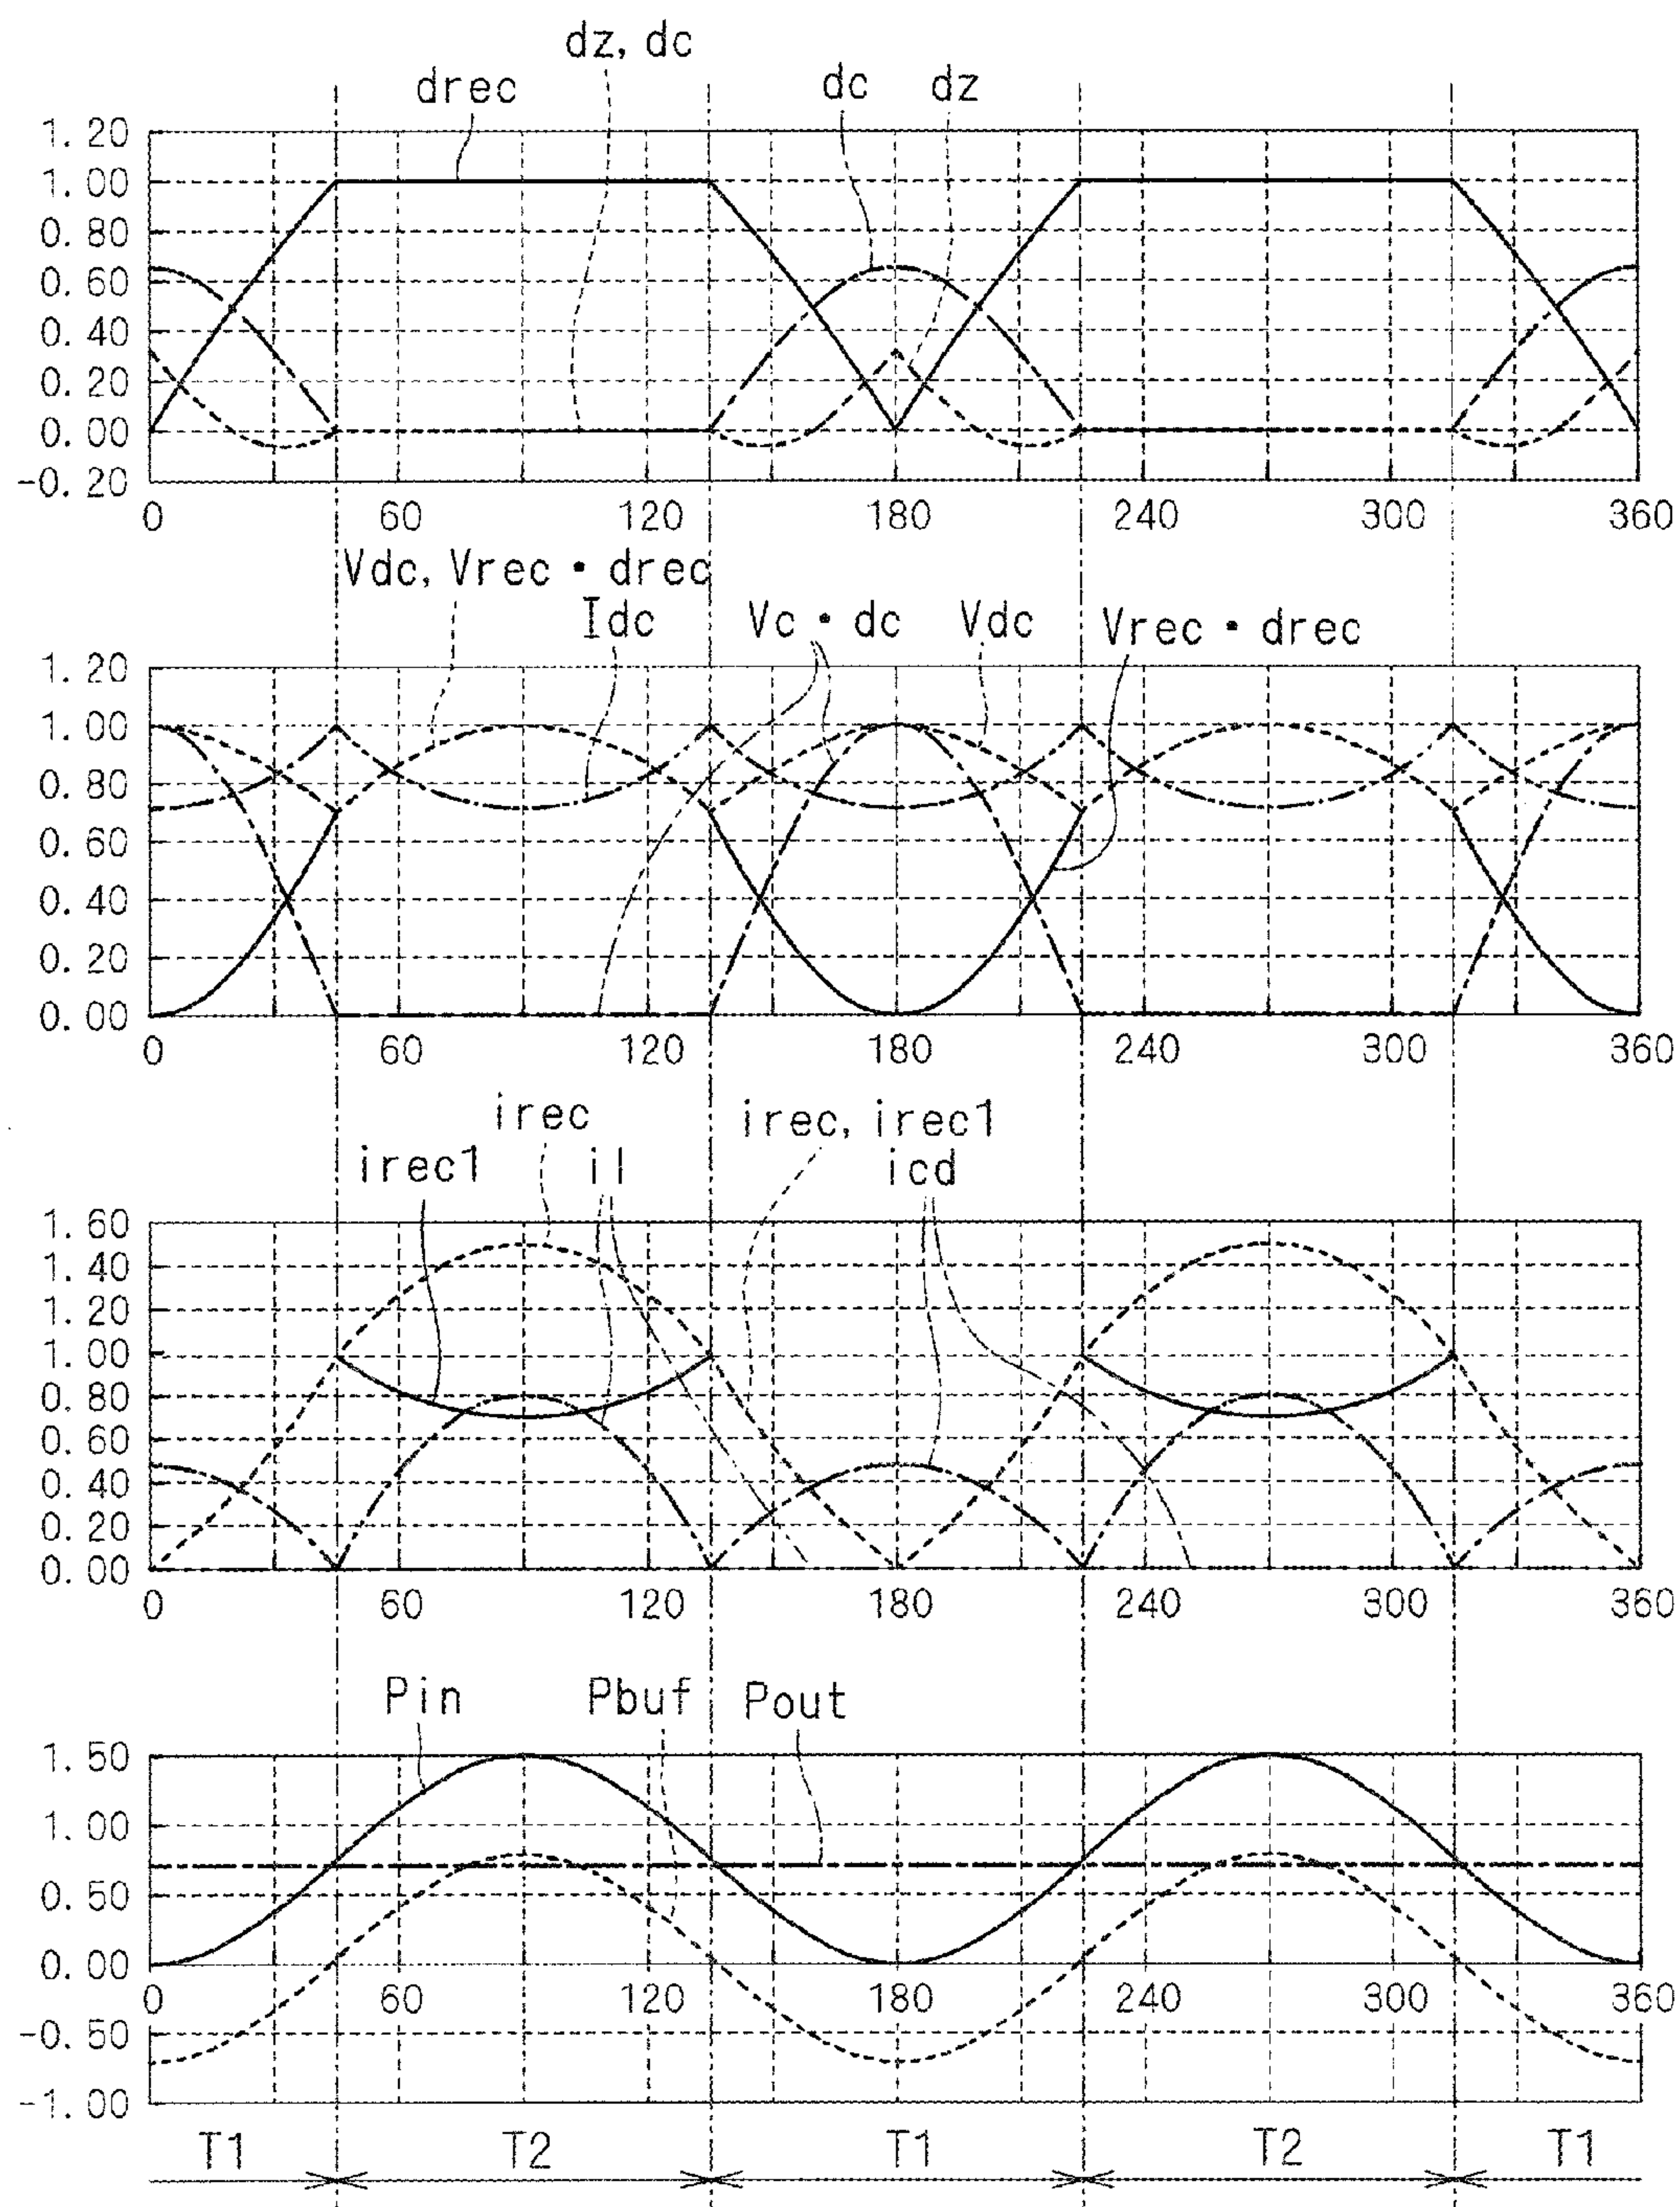 dz, dc
drec
dc
dz
1.20
1.00
0.80
0.60
0.40
0.20
0.00
-0.20
0 60 120 180 240 300 360
Vdc, Vrec・drec
Idc
Vc・dc
Vdc
Vrec・drec
1.20
1.00
0.80
0.60
0.40
0.20
0.00
0 60 120 180 240 300 360
irec
irec, irec1
irec1
il
icd
1.60
1.40
1.20
1.00
0.80
0.60
0.40
0.20
0.00
0 60 120 180 240 300 360
Pin
Pbuf
Pout
1.50
1.00
0.50
0.00
0 60 120 180 240 300 360
-0.50
-1.00
T1 T2 T1 T2 T1